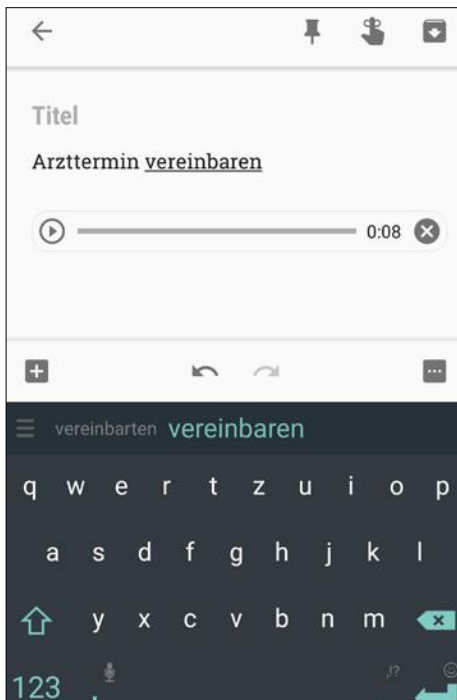 Titel
Arzttermin vereinbaren
0:08
vereinbarten vereinbaren
q w e r t z u i o p
a s d f g h j k l
y x c v b n m
123 . ,!?